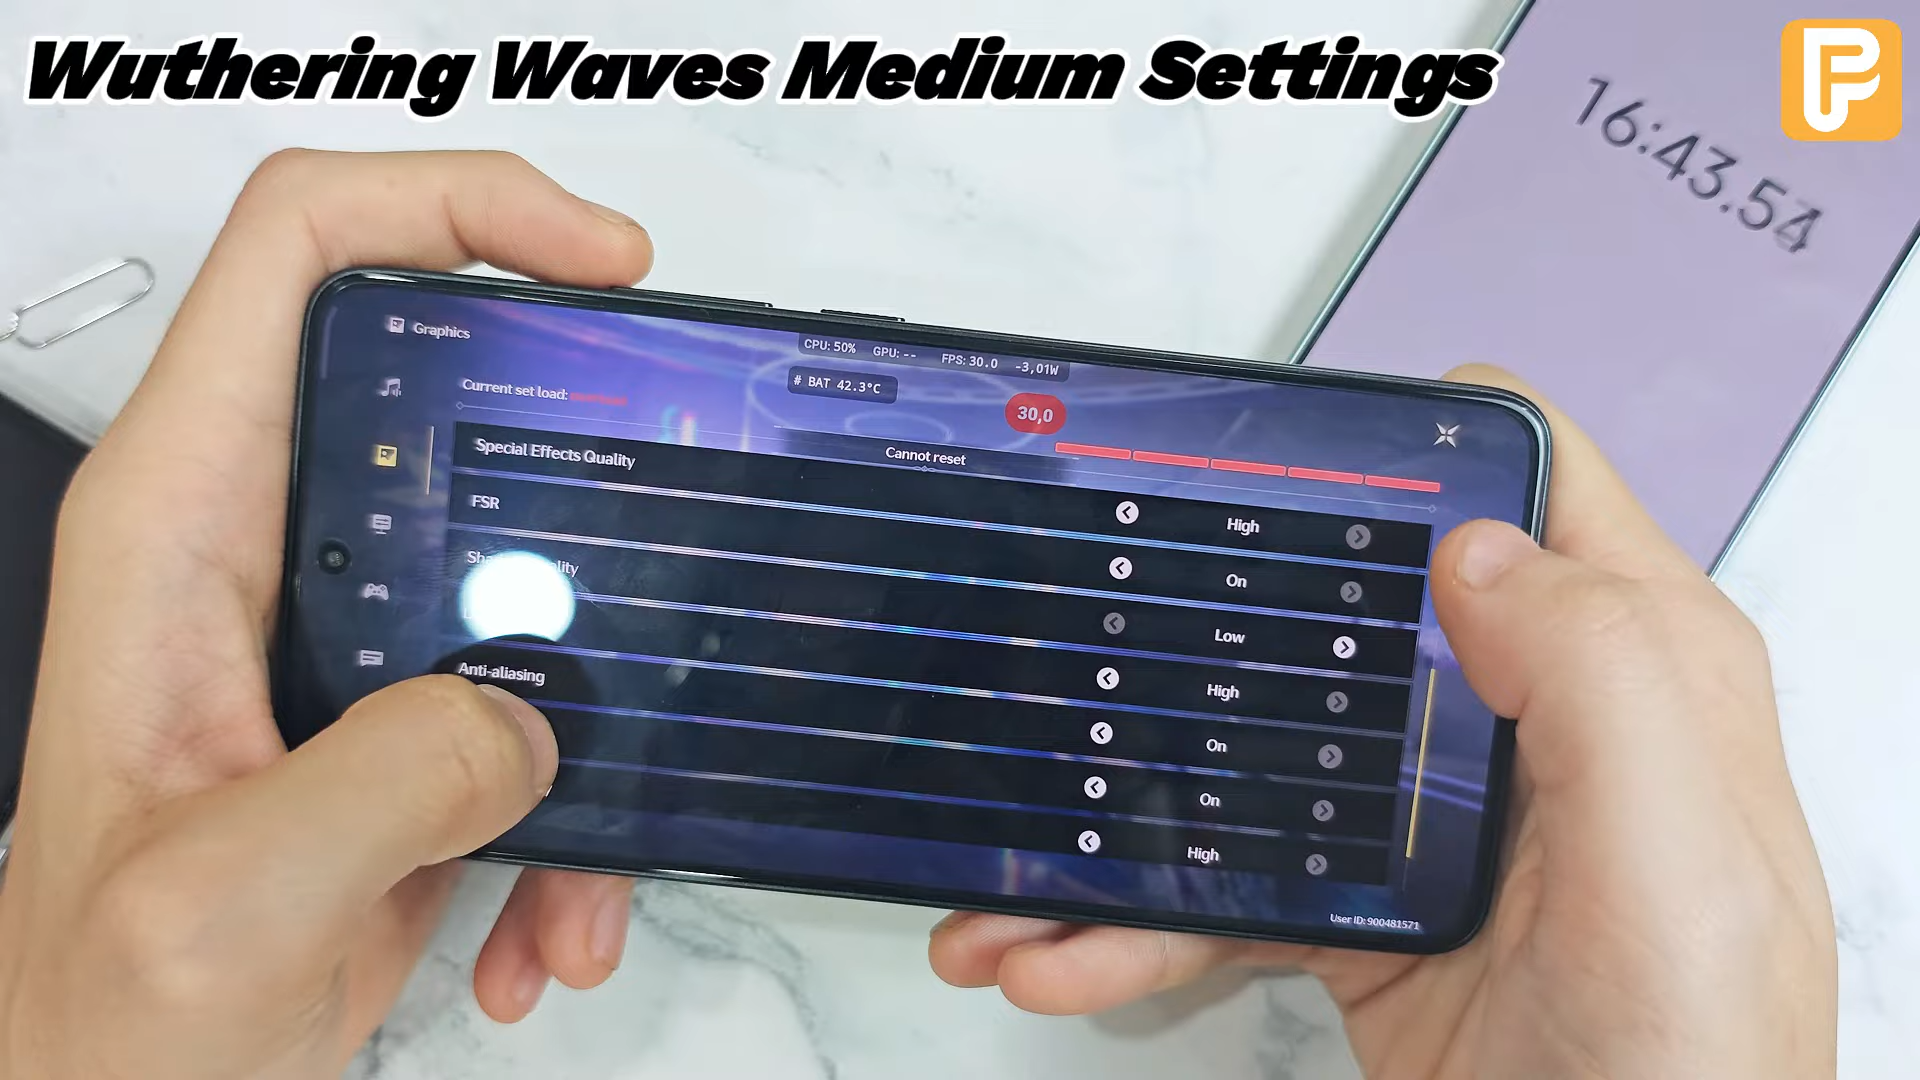 Wuthering Waves Medium Settings
16:43.54
Graphics
CPU: 50% GPU: -- FPS: 30.0 -3,01W
# BAT 42.3°C
Current set load:
30,0
Cannot reset
Special Effects Quality
High
FSR
On
Low
High
Anti-aliasing
On
On
High
User ID: 900481571